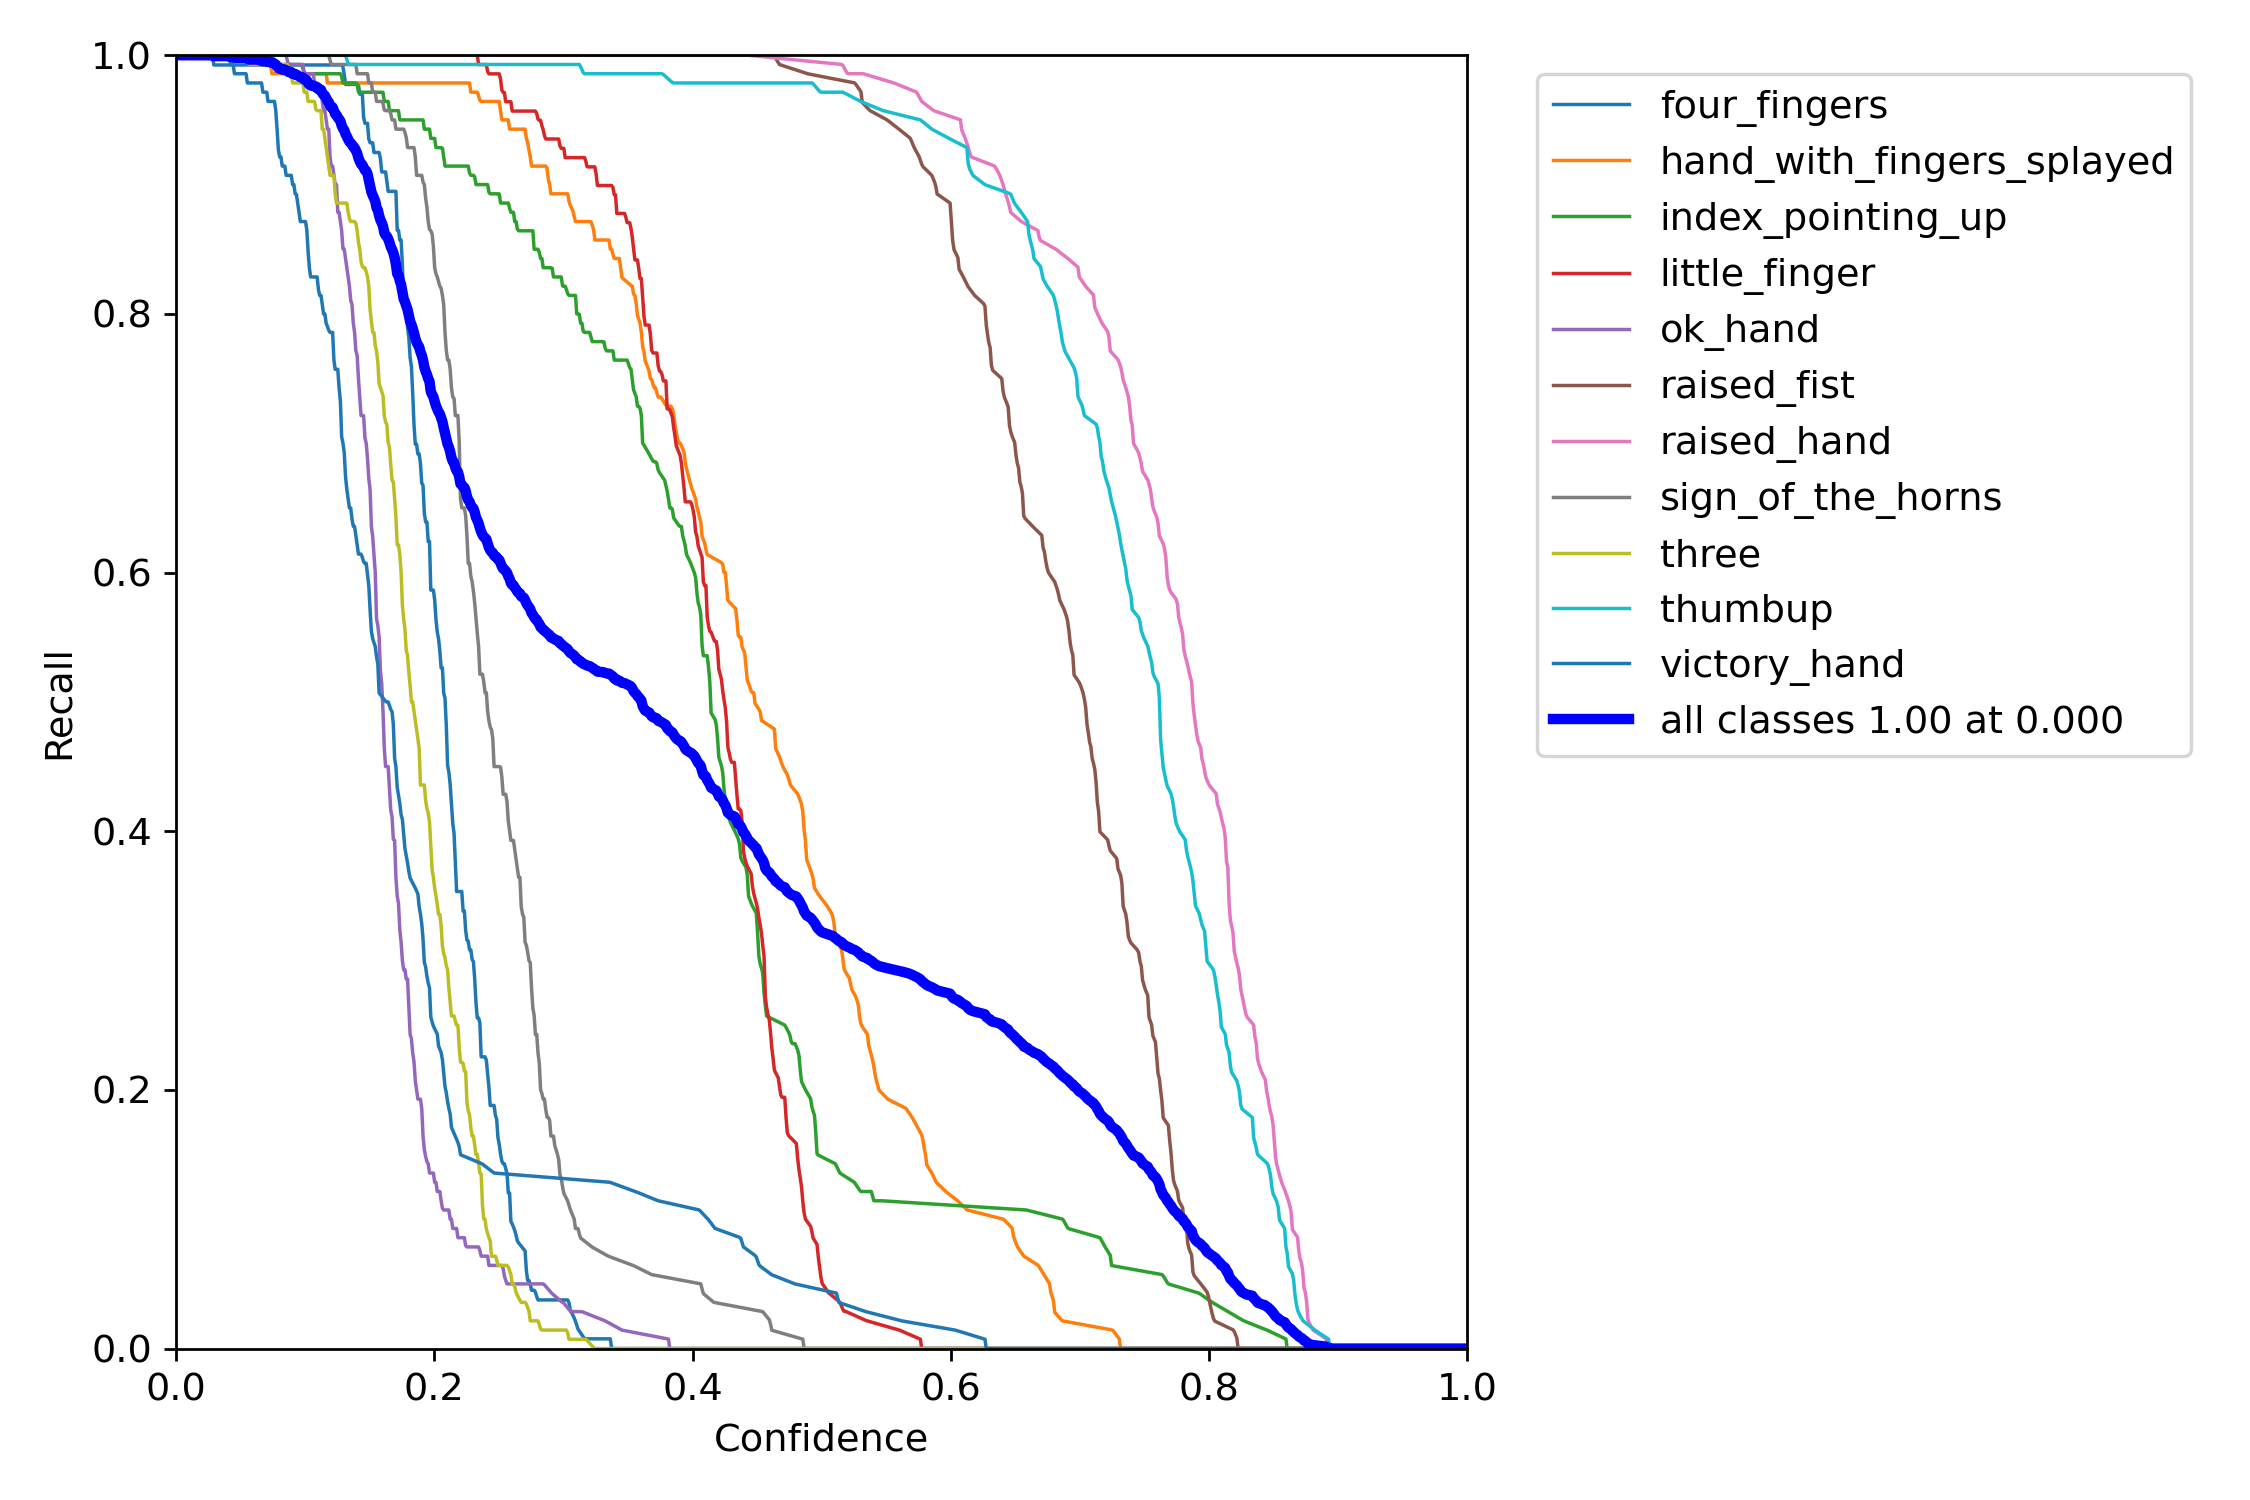 1.0
0.8
0.6
0.4
0.2
0.0
Recall
0.0 0.2 0.4 0.6 0.8 1.0
Confidence
four_fingers
hand_with_fingers_splayed
index_pointing_up
little_finger
ok_hand
raised_fist
raised_hand
sign_of_the_horns
three
thumbup
victory_hand
all classes 1.00 at 0.000